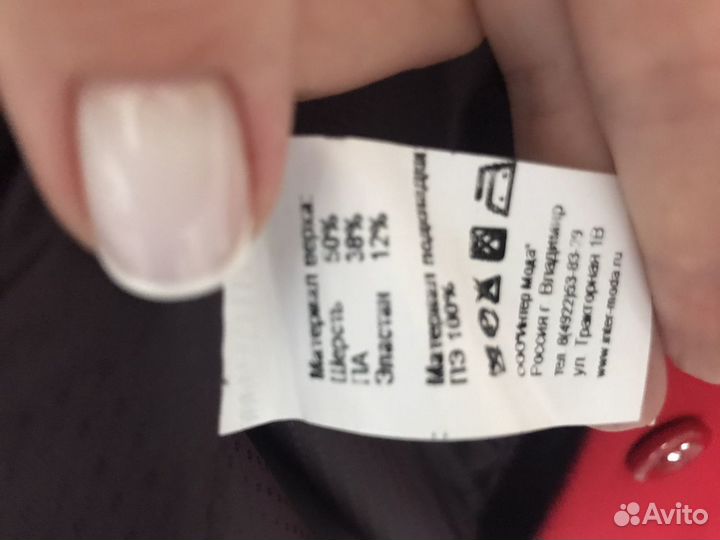 Материал верха:
Шерсть 50%
ПА 38%
Эластан 12%
Материал подкладки
ПЭ 100%
ООО"Интер мода"
Россия г. Владимир
тел. 8(4922)53-83-29
ул. Тракторная 1В
www.inter-moda.ru
Avito